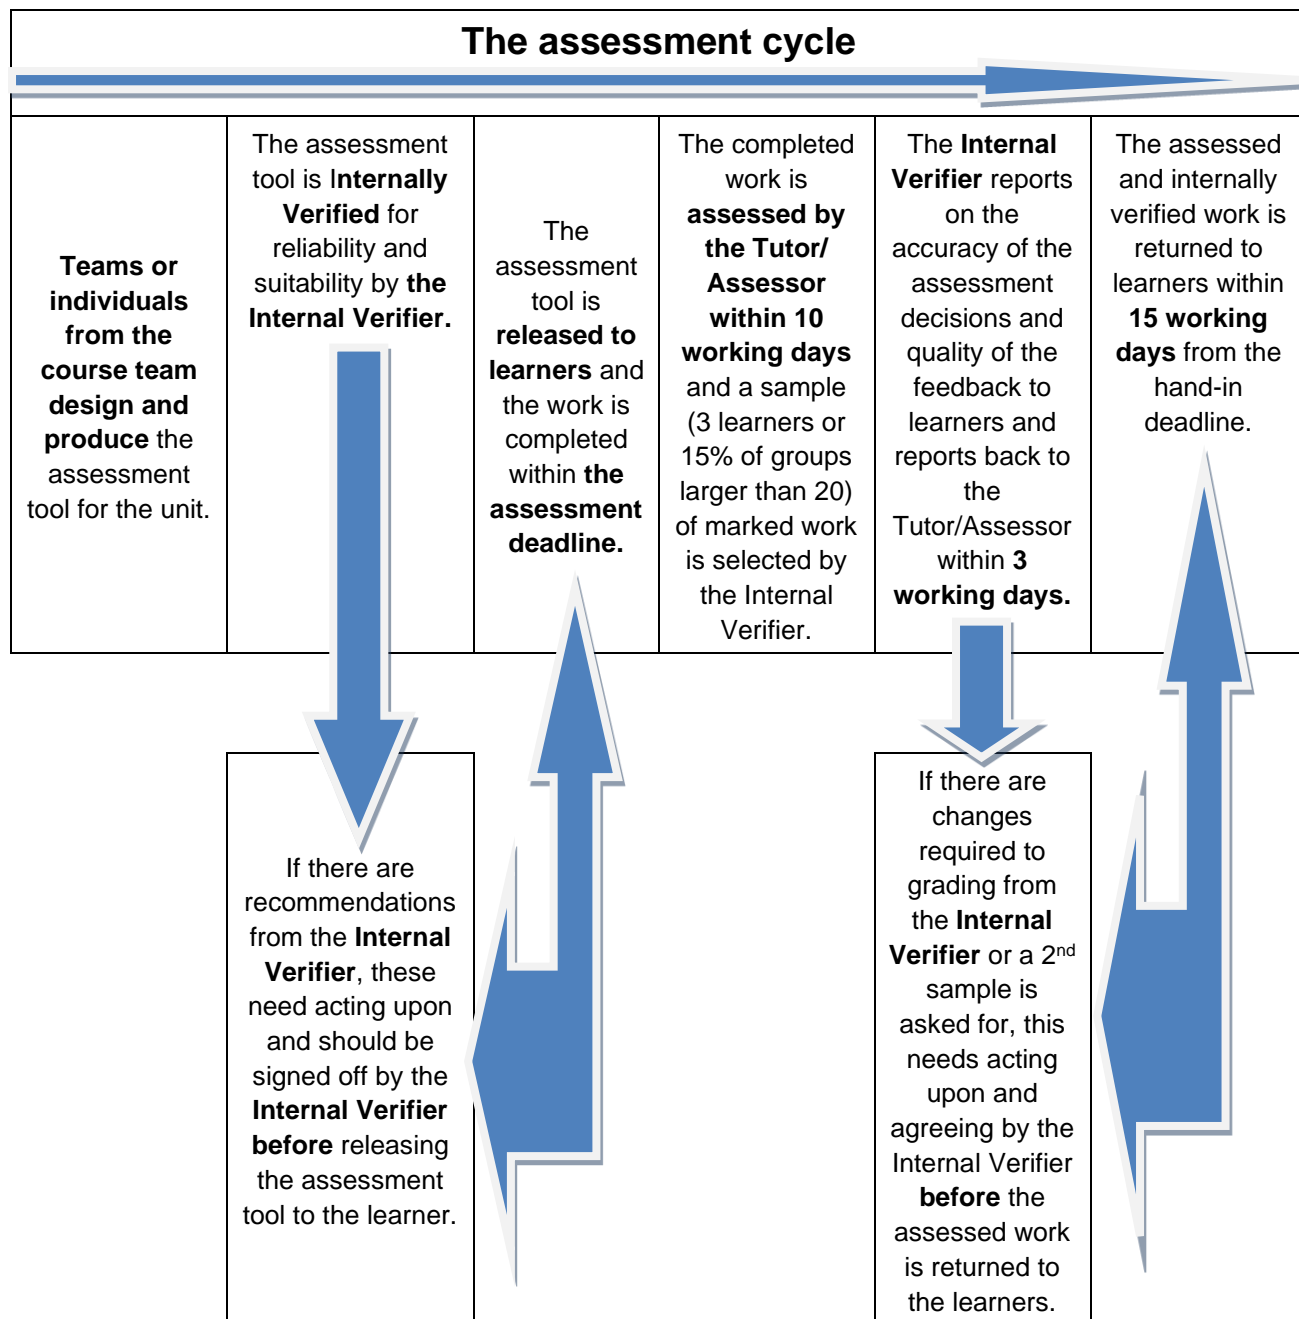 The assessment cycle
Teams or
individuals
from the
course team
design and
produce the
assessment
tool for the unit.
The assessment
tool is Internally
Verified for
reliability and
suitability by the
Internal Verifier.
The
assessment
tool is
released to
learners and
the work is
completed
within the
assessment
deadline.
The completed
work is
assessed by
the Tutor/
Assessor
within 10
working days
and a sample
(3 learners or
15% of groups
larger than 20)
of marked work
is selected by
the Internal
Verifier.
The Internal
Verifier reports
on the
accuracy of the
assessment
decisions and
quality of the
feedback to
learners and
reports back to
the
Tutor/Assessor
within 3
working days.
The assessed
and internally
verified work is
returned to
learners within
15 working
days from the
hand-in
deadline.
If there are
recommendations
from the Internal
Verifier, these
need acting upon
and should be
signed off by the
Internal Verifier
before releasing
the assessment
tool to the learner.
If there are
changes
required to
grading from
the Internal
Verifier or a 2nd
sample is
asked for, this
needs acting
upon and
agreeing by the
Internal Verifier
before the
assessed work
is returned to
the learners.